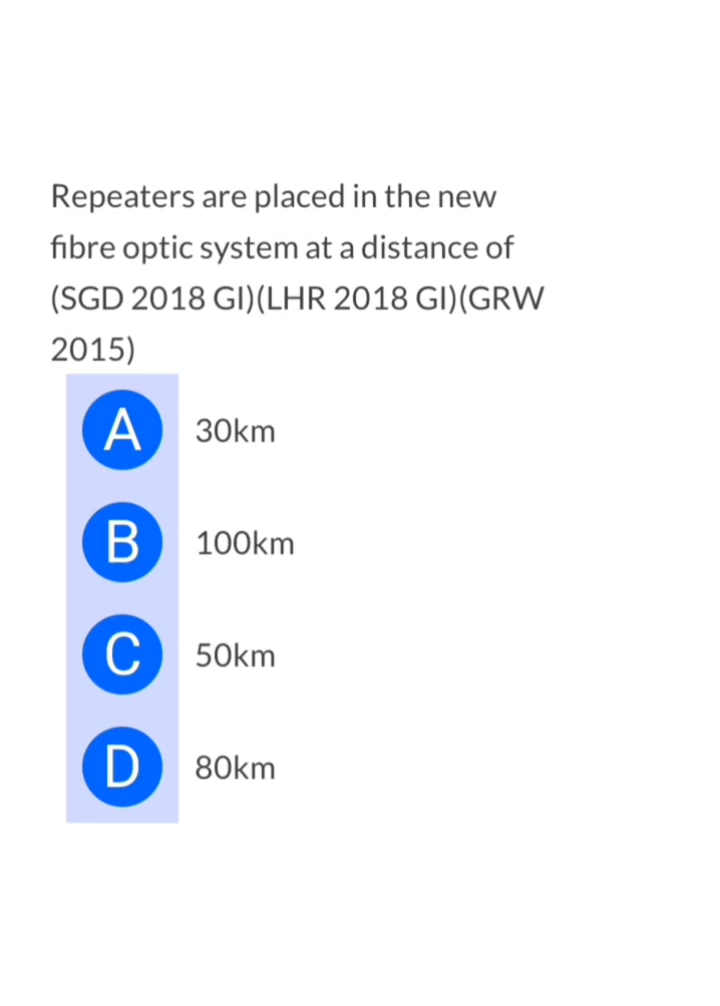 Repeaters are placed in the new
fibre optic system at a distance of
(SGD 2018 GI)(LHR 2018 GI)(GRW
2015)
A 30km
B 100km
C 50km
D 80km